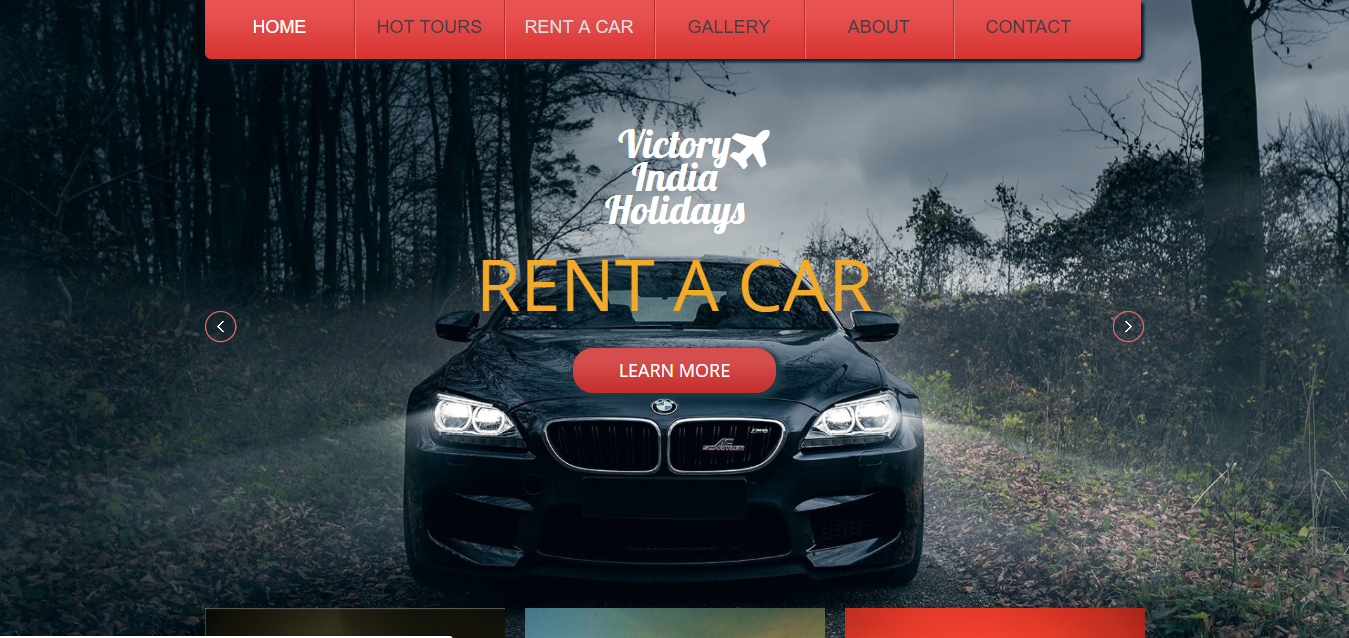 HOME HOT TOURS RENT A CAR GALLERY ABOUT CONTACT
Victory
India
Holidays
RENT A CAR
LEARN MORE